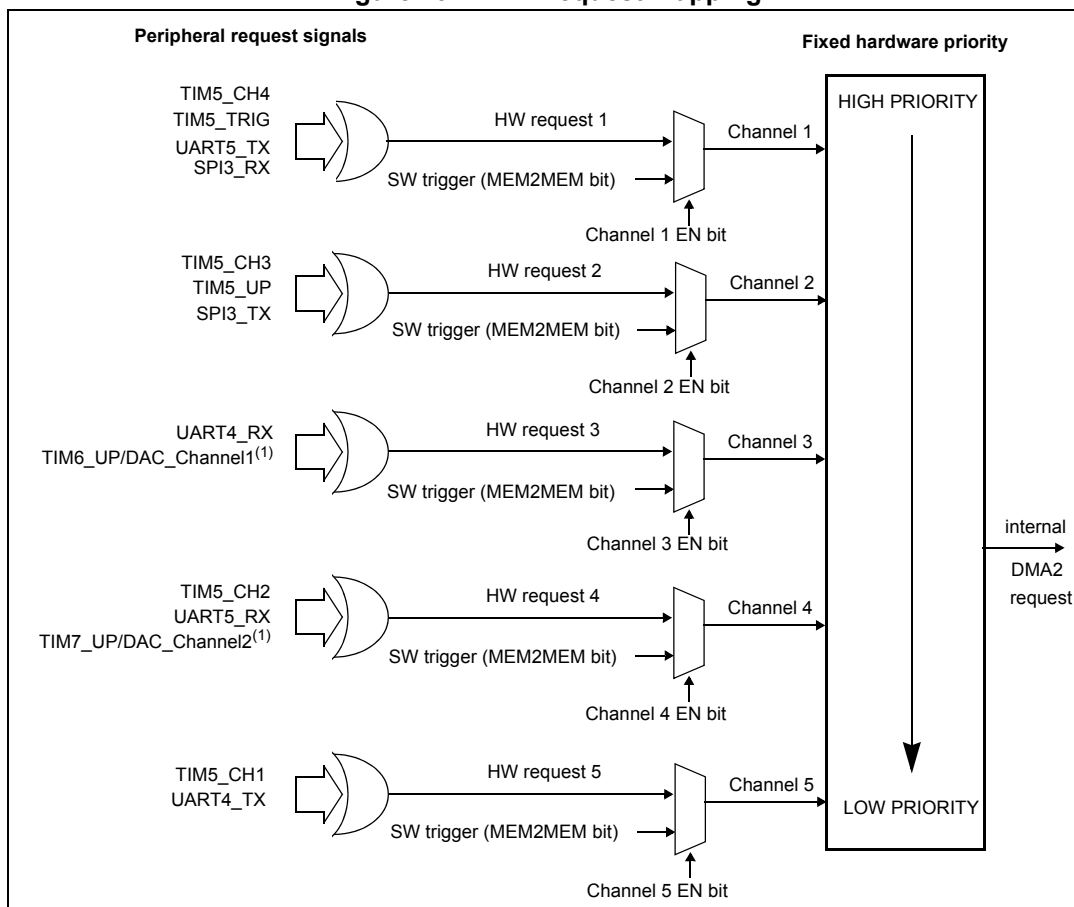 Peripheral request signals
Fixed hardware priority
TIM5_CH4
TIM5_TRIG
UART5_TX
SPI3_RX
HW request 1
SW trigger (MEM2MEM bit)
Channel 1
Channel 1 EN bit
HIGH PRIORITY
TIM5_CH3
TIM5_UP
SPI3_TX
HW request 2
SW trigger (MEM2MEM bit)
Channel 2
Channel 2 EN bit
UART4_RX
TIM6_UP/DAC_Channel1(1)
HW request 3
SW trigger (MEM2MEM bit)
Channel 3
Channel 3 EN bit
internal
DMA2
request
TIM5_CH2
UART5_RX
TIM7_UP/DAC_Channel2(1)
HW request 4
SW trigger (MEM2MEM bit)
Channel 4
Channel 4 EN bit
TIM5_CH1
UART4_TX
HW request 5
SW trigger (MEM2MEM bit)
Channel 5
Channel 5 EN bit
LOW PRIORITY